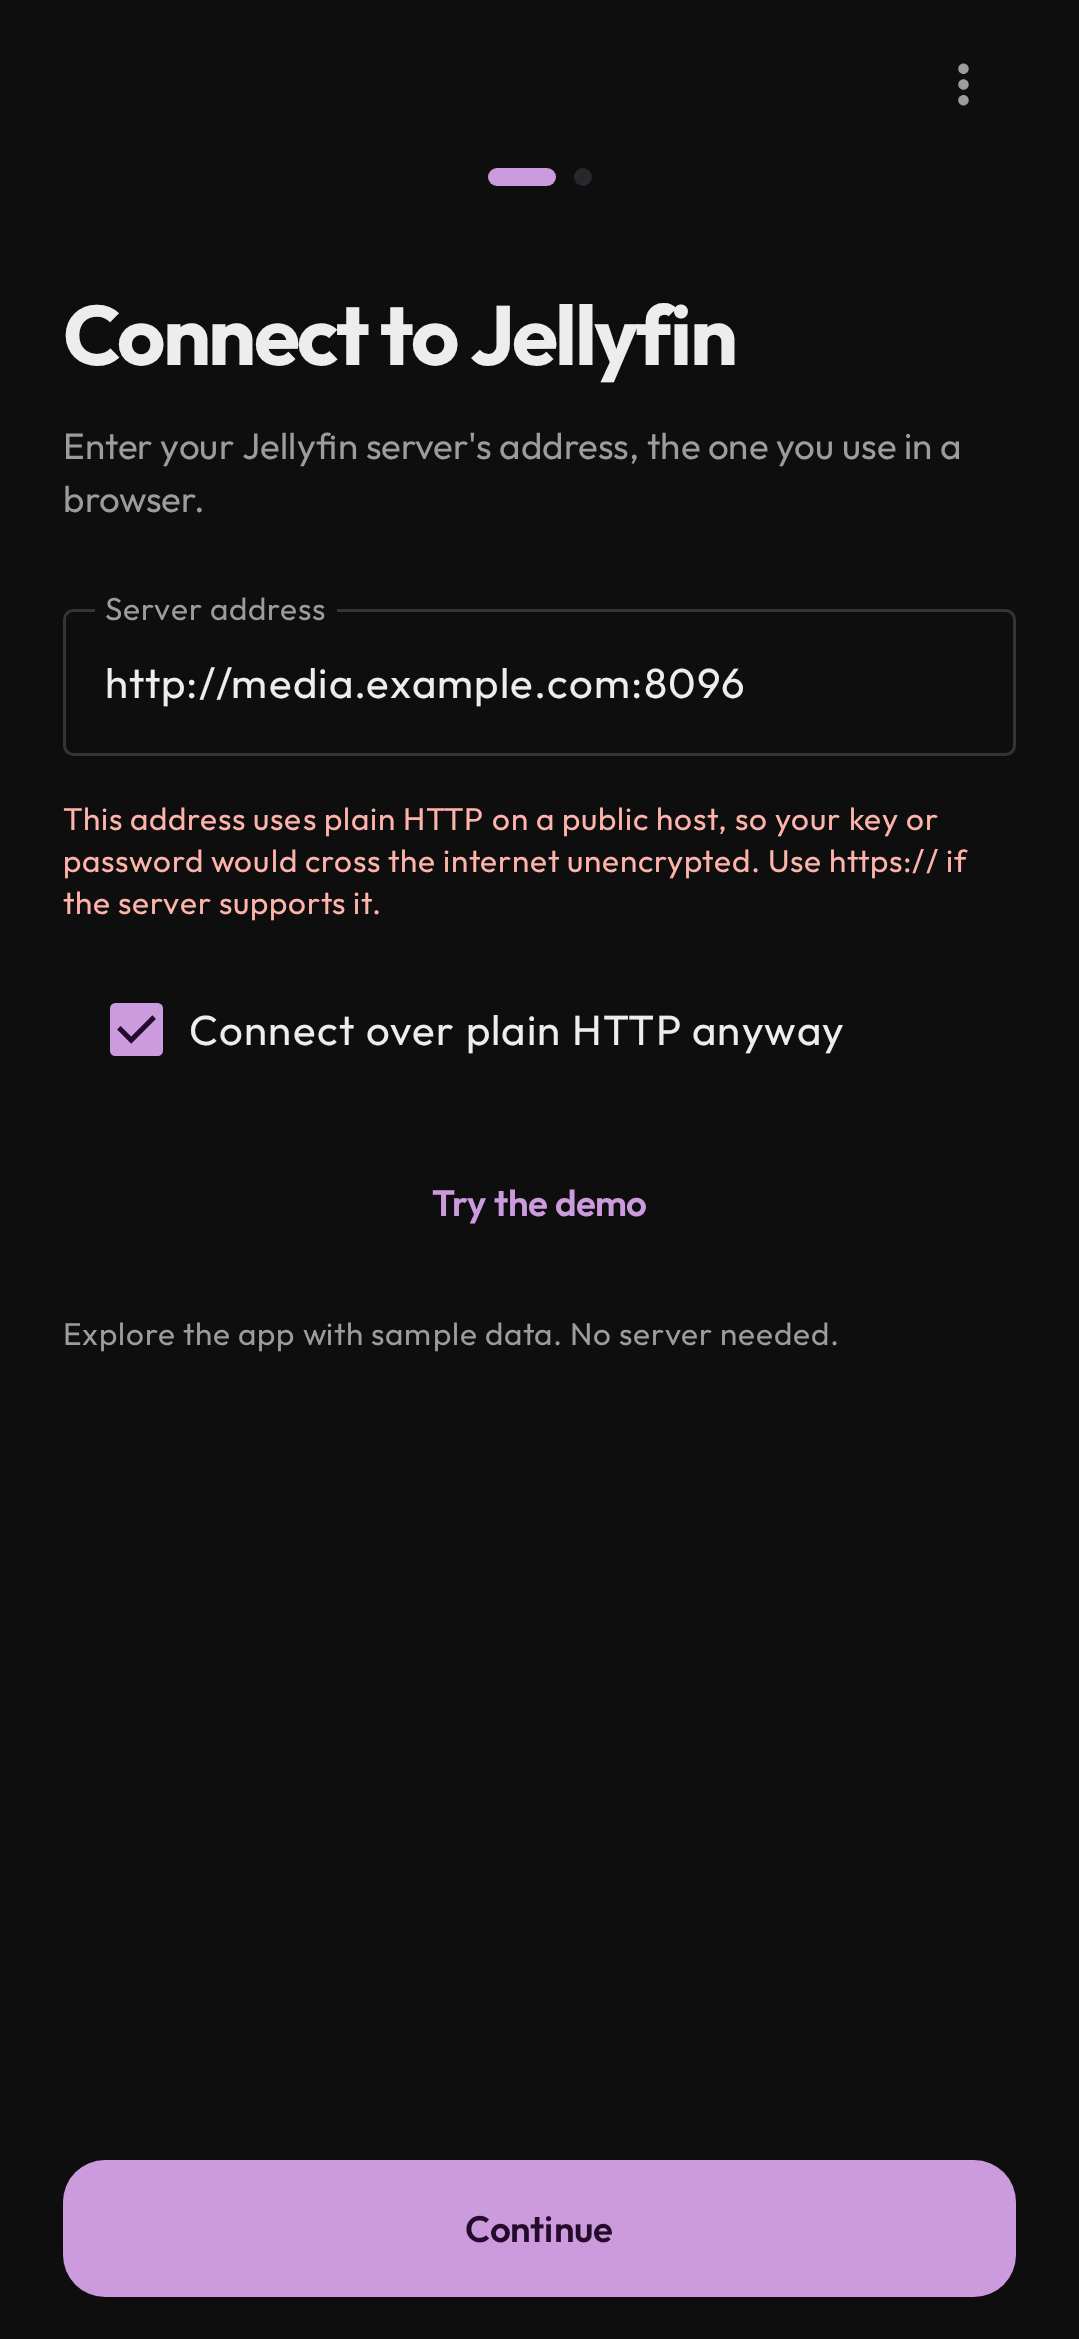 Connect to Jellyfin
Enter your Jellyfin server's address, the one you use in a
browser.
Server address
http://media.example.com:8096
This address uses plain HTTP on a public host, so your key or
password would cross the internet unencrypted. Use https:// if
the server supports it.
Connect over plain HTTP anyway
Try the demo
Explore the app with sample data. No server needed.
Continue